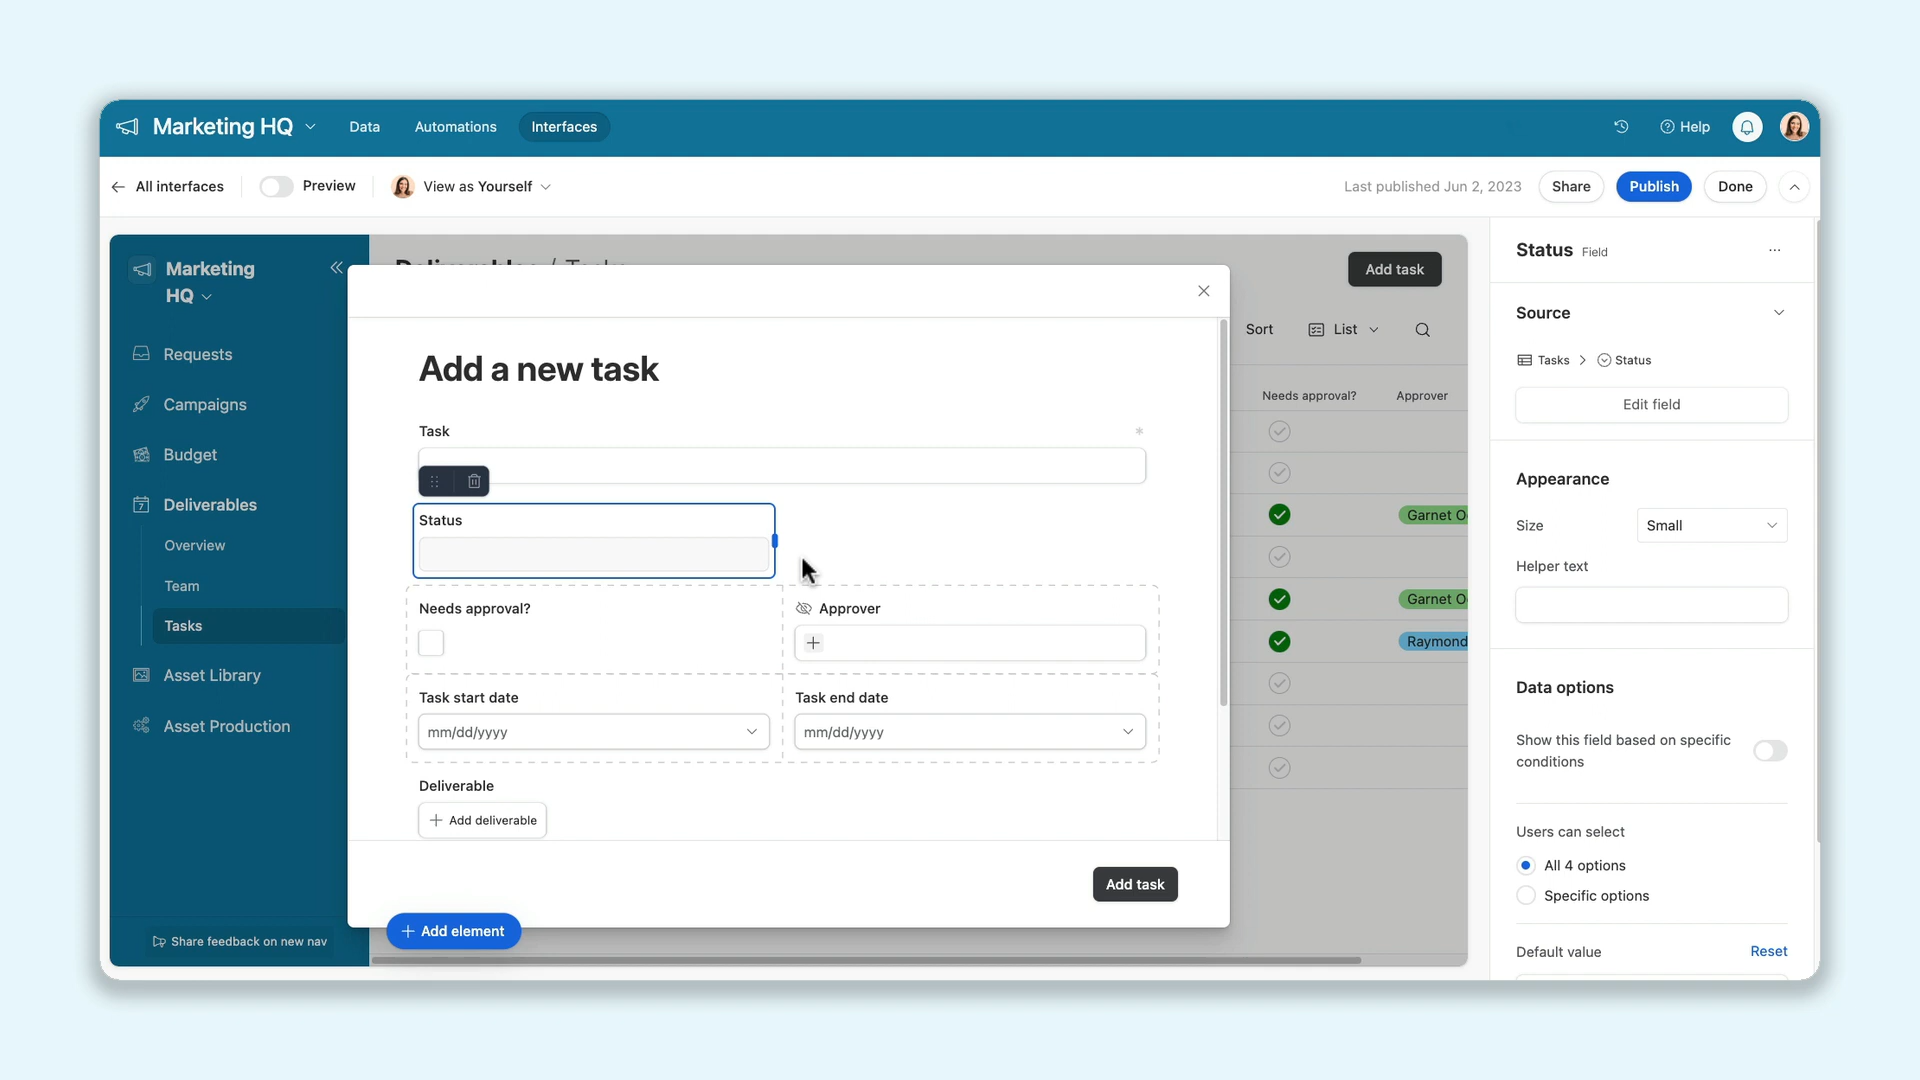 Marketing HQ
Data
Automations
Interfaces
Help
All interfaces
Preview
View as Yourself
Last published Jun 2, 2023
Share
Publish
Done
Marketing
HQ
Requests
Campaigns
Budget
7
Deliverables
Overview
Team
Tasks
Asset Library
Asset Production
Share feedback on new nav
Deliverables / Tasks
Add task
Sort
List
Needs approval?
Approver
Garnet O
Garnet O
Raymond
Add a new task
Task
*
Status
Needs approval?
Approver
Task start date
Task end date
mm/dd/yyyy
mm/dd/yyyy
Deliverable
Add deliverable
Add task
Add element
Status Field
Source
Tasks > Status
Edit field
Appearance
Size
Small
Helper text
Data options
Show this field based on specific
conditions
Users can select
All 4 options
Specific options
Default value
Reset